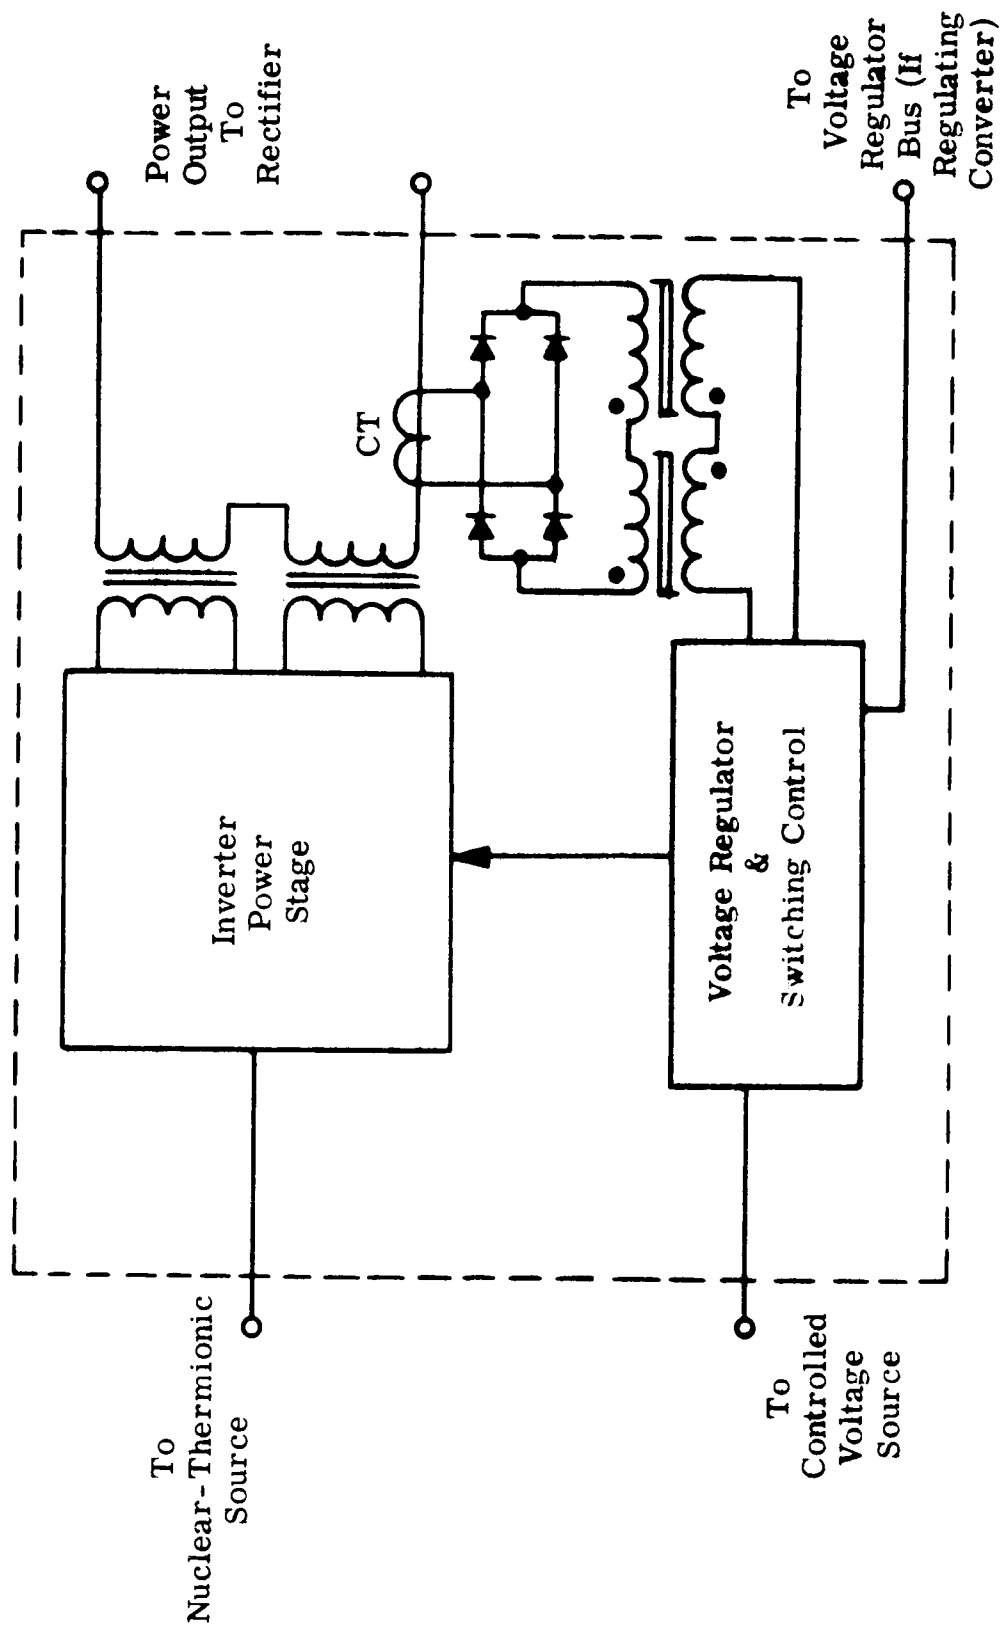 To
Nuclear-Thermionic
Source
Inverter
Power
Stage
Power
Output
To
Rectifier
CT
To
Controlled
Voltage
Source
Voltage Regulator
&
Switching Control
To
Voltage
Regulator
Bus (If
Regulating
Converter)